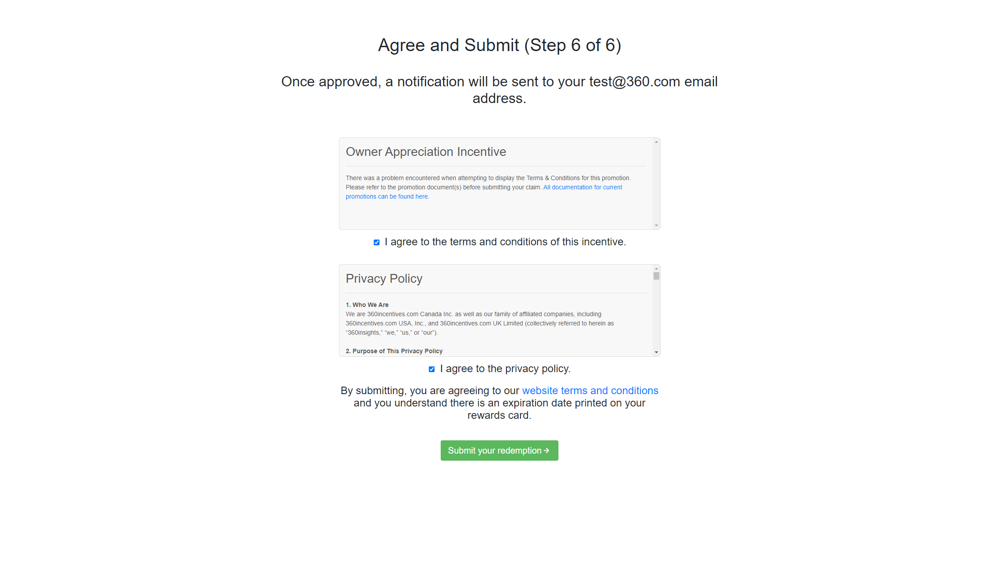 Agree and Submit (Step 6 of 6)
Once approved, a notification will be sent to your test@360.com email
address.
Owner Appreciation Incentive
There was a problem encountered when attempting to display the Terms & Conditions for this promotion.
Please refer to the promotion document(s) before submitting your claim. All documentation for current
promotions can be found here.
I agree to the terms and conditions of this incentive.
Privacy Policy
1. Who We Are
We are 360incentives.com Canada Inc. as well as our family of affiliated companies, including
360incentives.com USA, Inc., and 360incentives.com UK Limited (collectively referred to herein as
“360insights,” “we,” “us,” or “our”).
2. Purpose of This Privacy Policy
I agree to the privacy policy.
By submitting, you are agreeing to our website terms and conditions
and you understand there is an expiration date printed on your
rewards card.
Submit your redemption